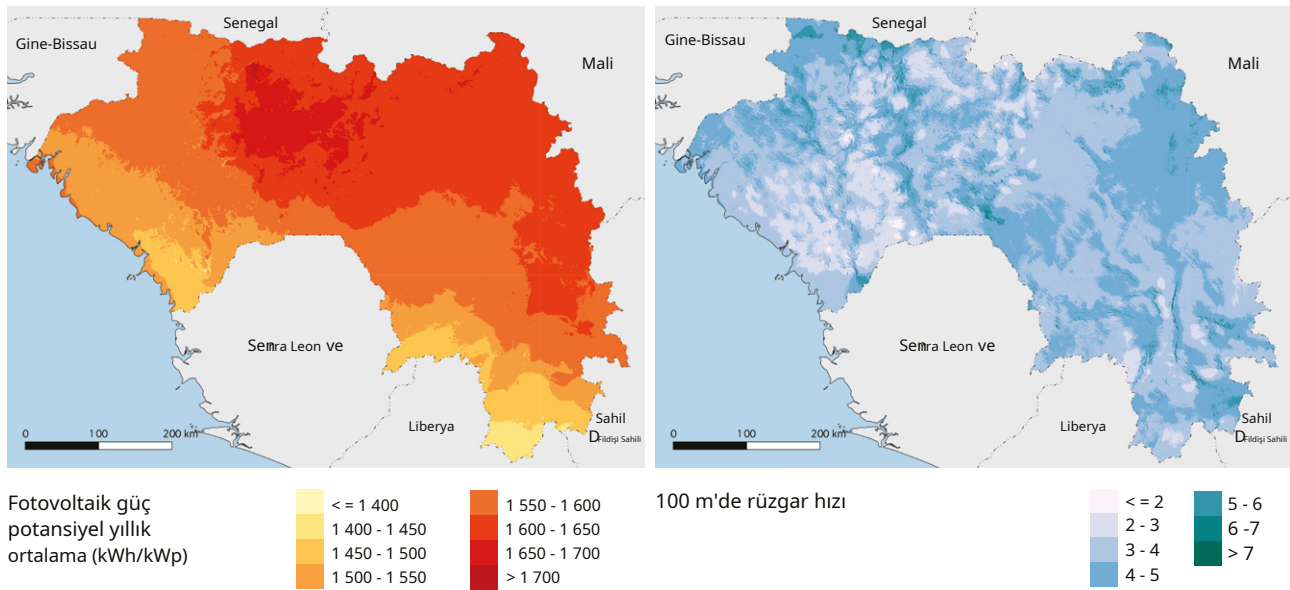 Senegal
Gine-Bissau
Mali
Leon ve
Liberya
Sahil
Fildişi Sahili
0 100 200 km
Senegal
Gine-Bissau
Mali
Leon ve
Liberya
Sahil
Fildişi Sahili
0 100 200 km
Fotovoltaik güç
potansiyel yıllık
ortalama (kWh/kWp)
< = 1 400
1 400 - 1 450
1 450 - 1 500
1 500 - 1 550
1 550 - 1 600
1 600 - 1 650
1 650 - 1 700
> 1 700
100 m'de rüzgar hızı
< = 2
2 - 3
3 - 4
4 - 5
5 - 6
6 -7
> 7